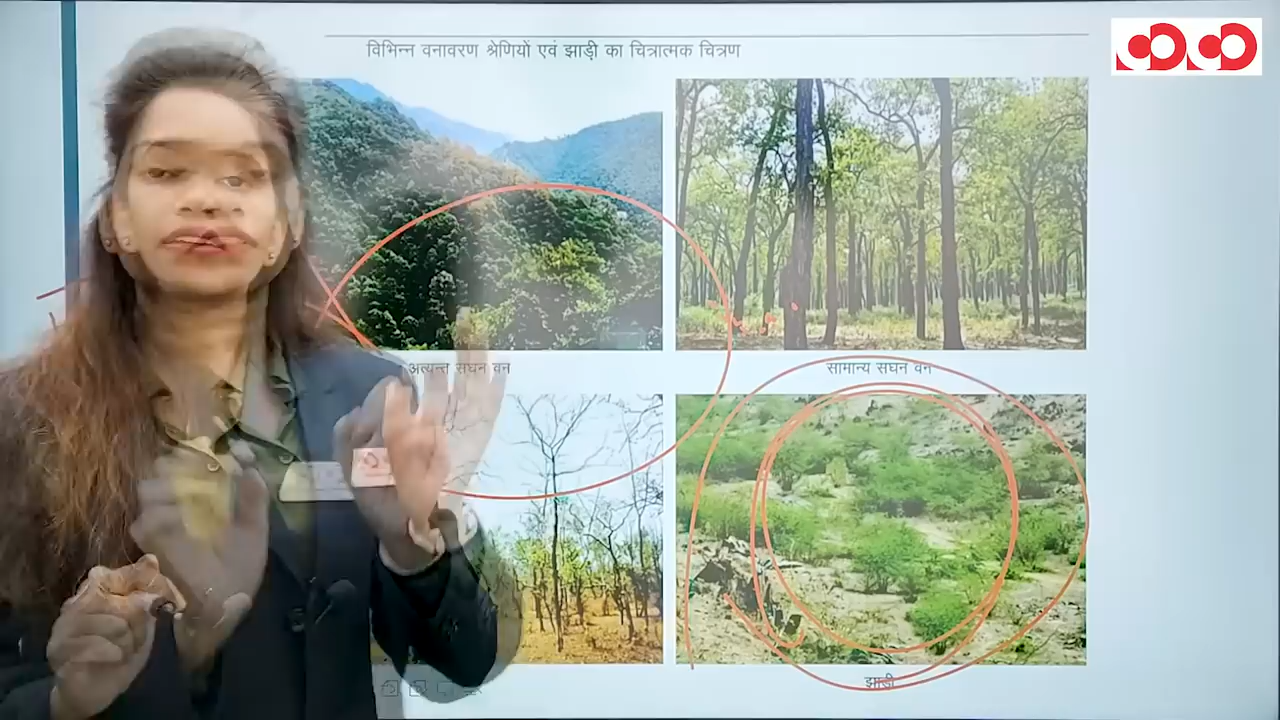 विभिन्न वनावरण श्रेणियों एवं झाड़ी का चित्रात्मक चित्रण
अत्यन्त सघन वन
सामान्य सघन वन
झाड़ी